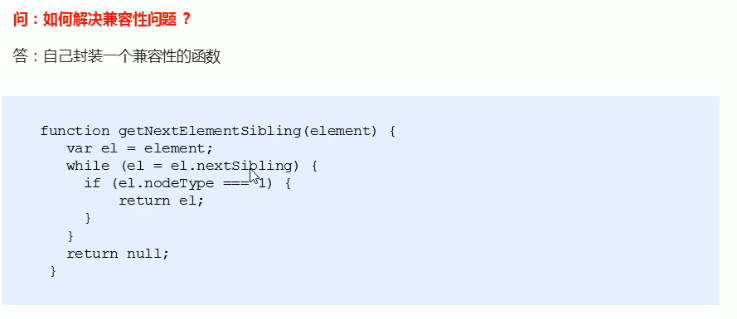 问：如何解决兼容性问题 ？
答：自己封装一个兼容性的函数
function getNextElementSibling(element) {
var el = element;
while (el = el.nextSibling) {
if (el.nodeType === 1) {
return el;
}
}
return null;
}